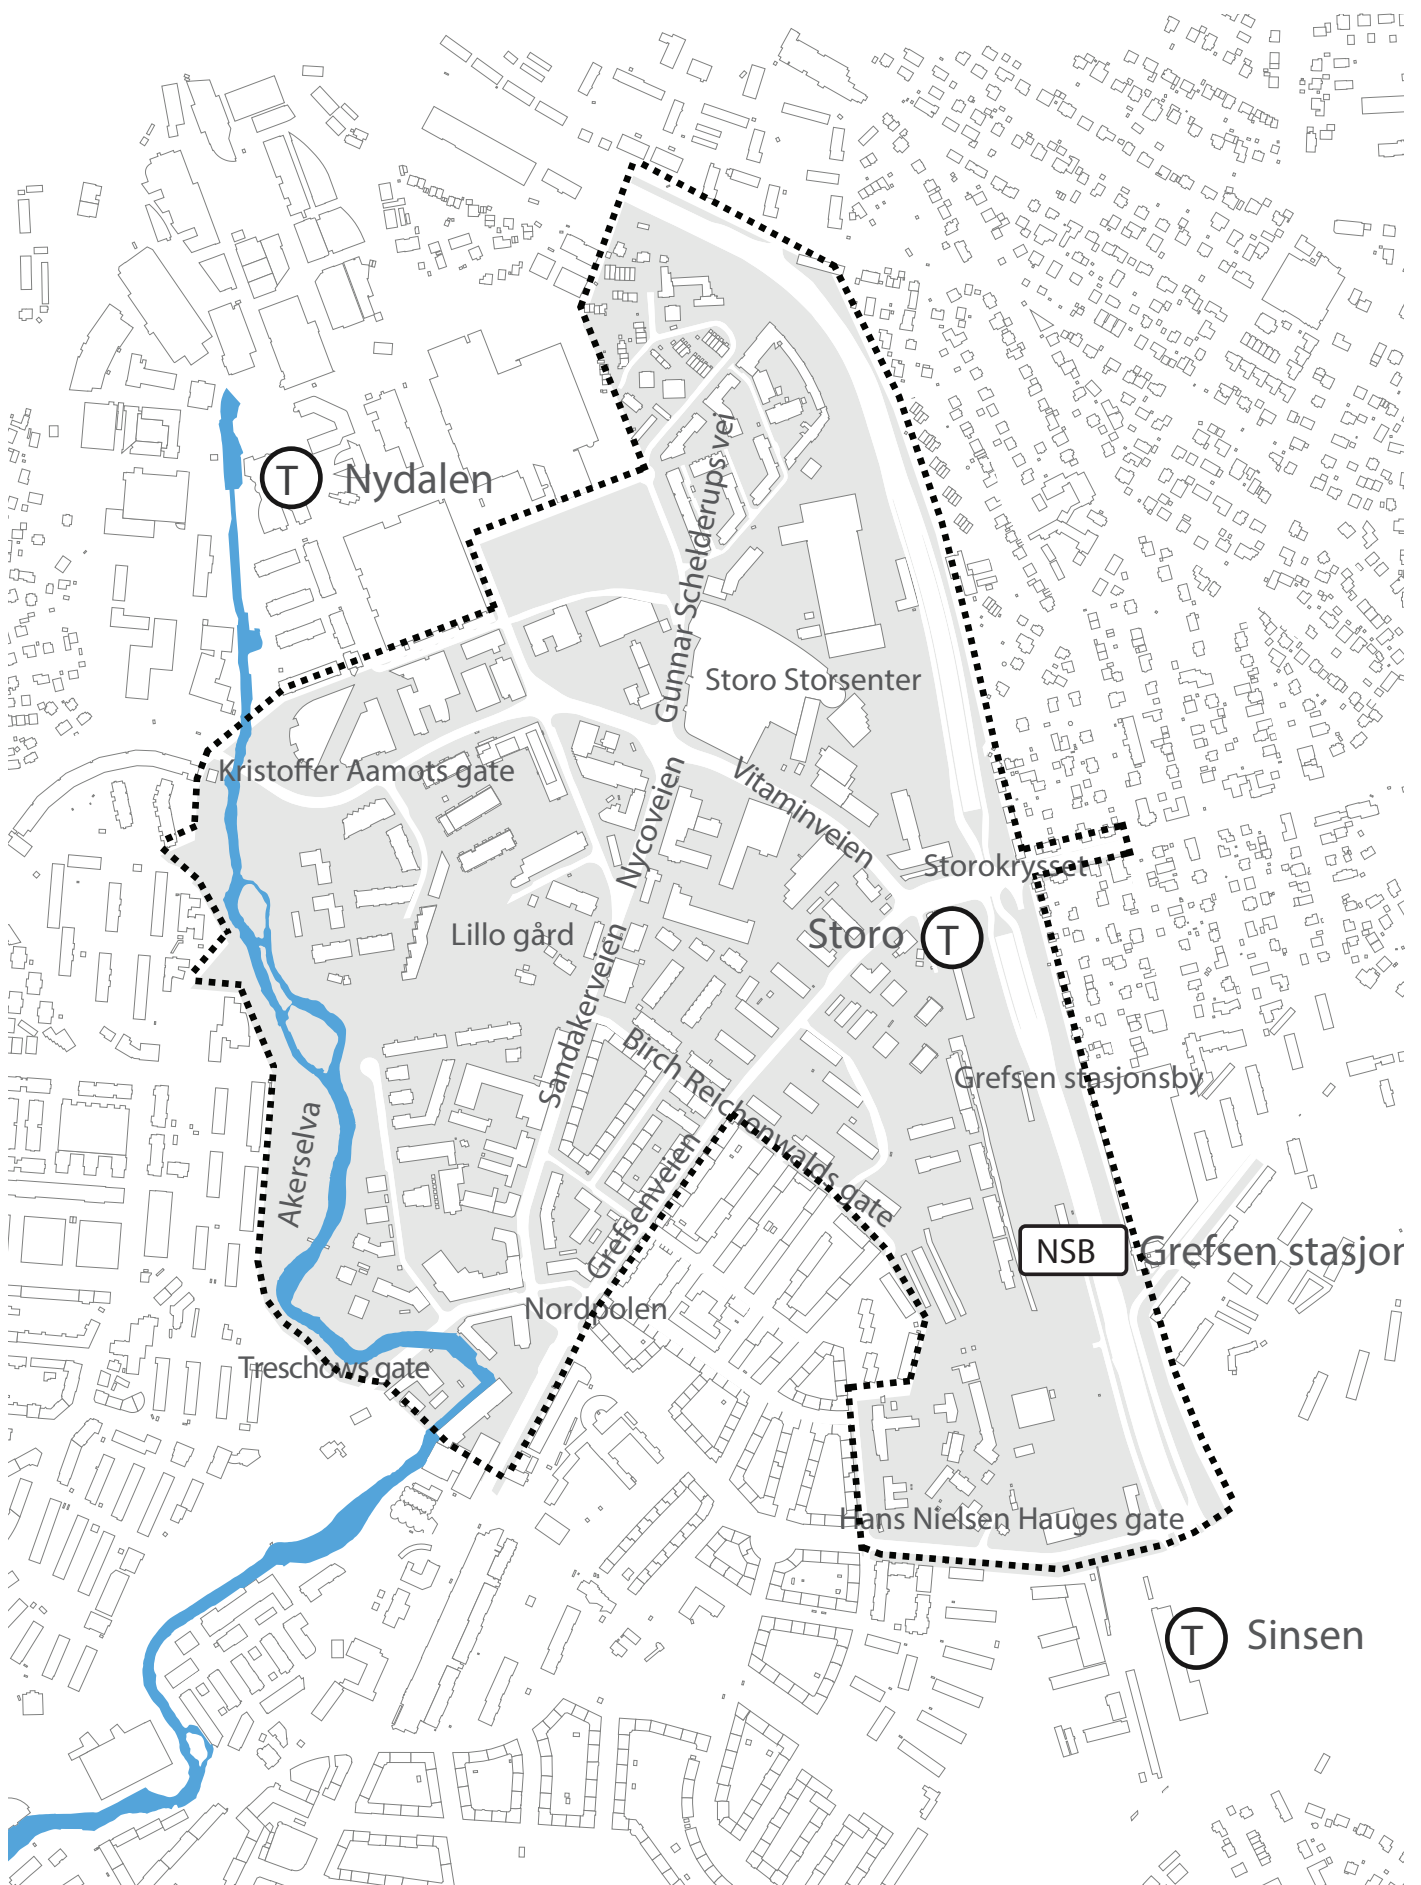 T Nydalen
Gunnar Schelderups vei
Storo Storsenter
Kristoffer Aamots gate
Vitaminveien
Nycoveien
Storokrysset
Lillo gård
Storo T
Sandakerveien
Birch Reichenwalds gate
Grefsen stasjonsby
Akerselva
Grefsenveien
NSB Grefsen stasjon
Nordpolen
Treschows gate
Hans Nielsen Hauges gate
T Sinsen